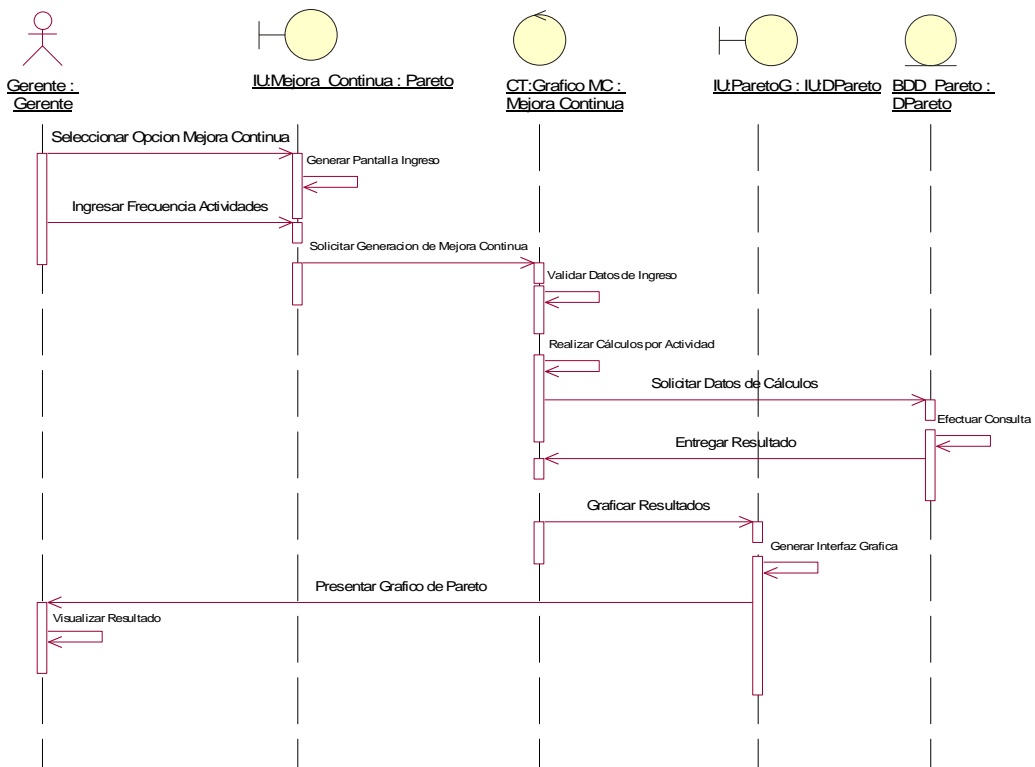 Gerente :
Gerente
IU:Mejora_Continua : Pareto
CT:Grafico MC :
Mejora Continua
IU:ParetoG : IU:DPareto
BDD_Pareto :
DPareto
Seleccionar Opcion Mejora Continua
Generar Pantalla Ingreso
Ingresar Frecuencia Actividades
Solicitar Generacion de Mejora Continua
Validar Datos de Ingreso
Realizar Cálculos por Actividad
Solicitar Datos de Cálculos
Efectuar Consulta
Entregar Resultado
Graficar Resultados
Generar Interfaz Grafica
Presentar Grafico de Pareto
Visualizar Resultado